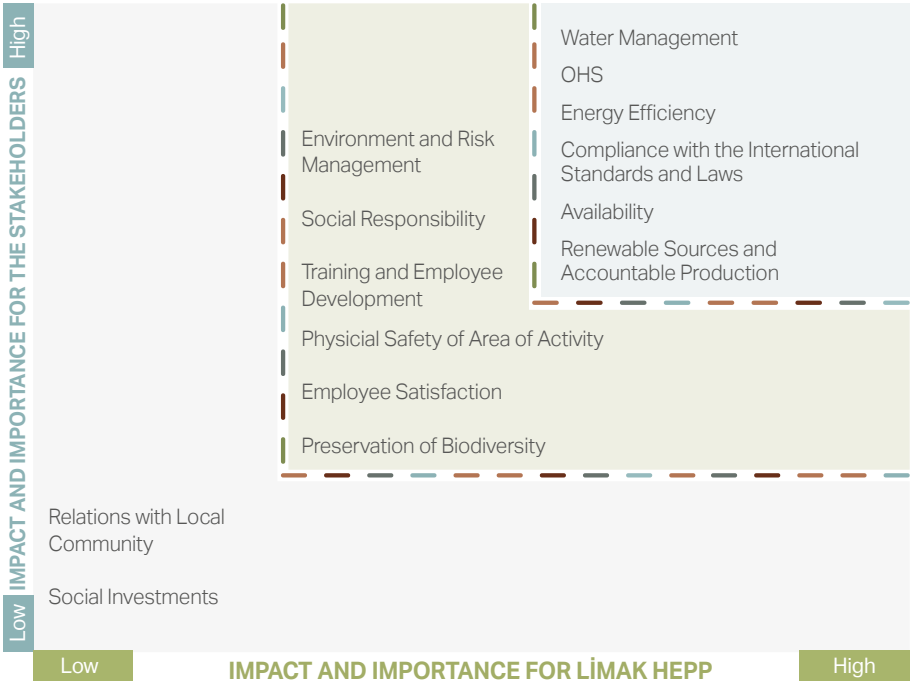 High
IMPACT AND IMPORTANCE FOR THE STAKEHOLDERS
Low
Water Management
OHS
Energy Efficiency
Compliance with the International
Standards and Laws
Availability
Renewable Sources and
Accountable Production
Environment and Risk
Management
Social Responsibility
Training and Employee
Development
Physicial Safety of Area of Activity
Employee Satisfaction
Preservation of Biodiversity
Relations with Local
Community
Social Investments
Low
IMPACT AND IMPORTANCE FOR LİMAK HEPP
High